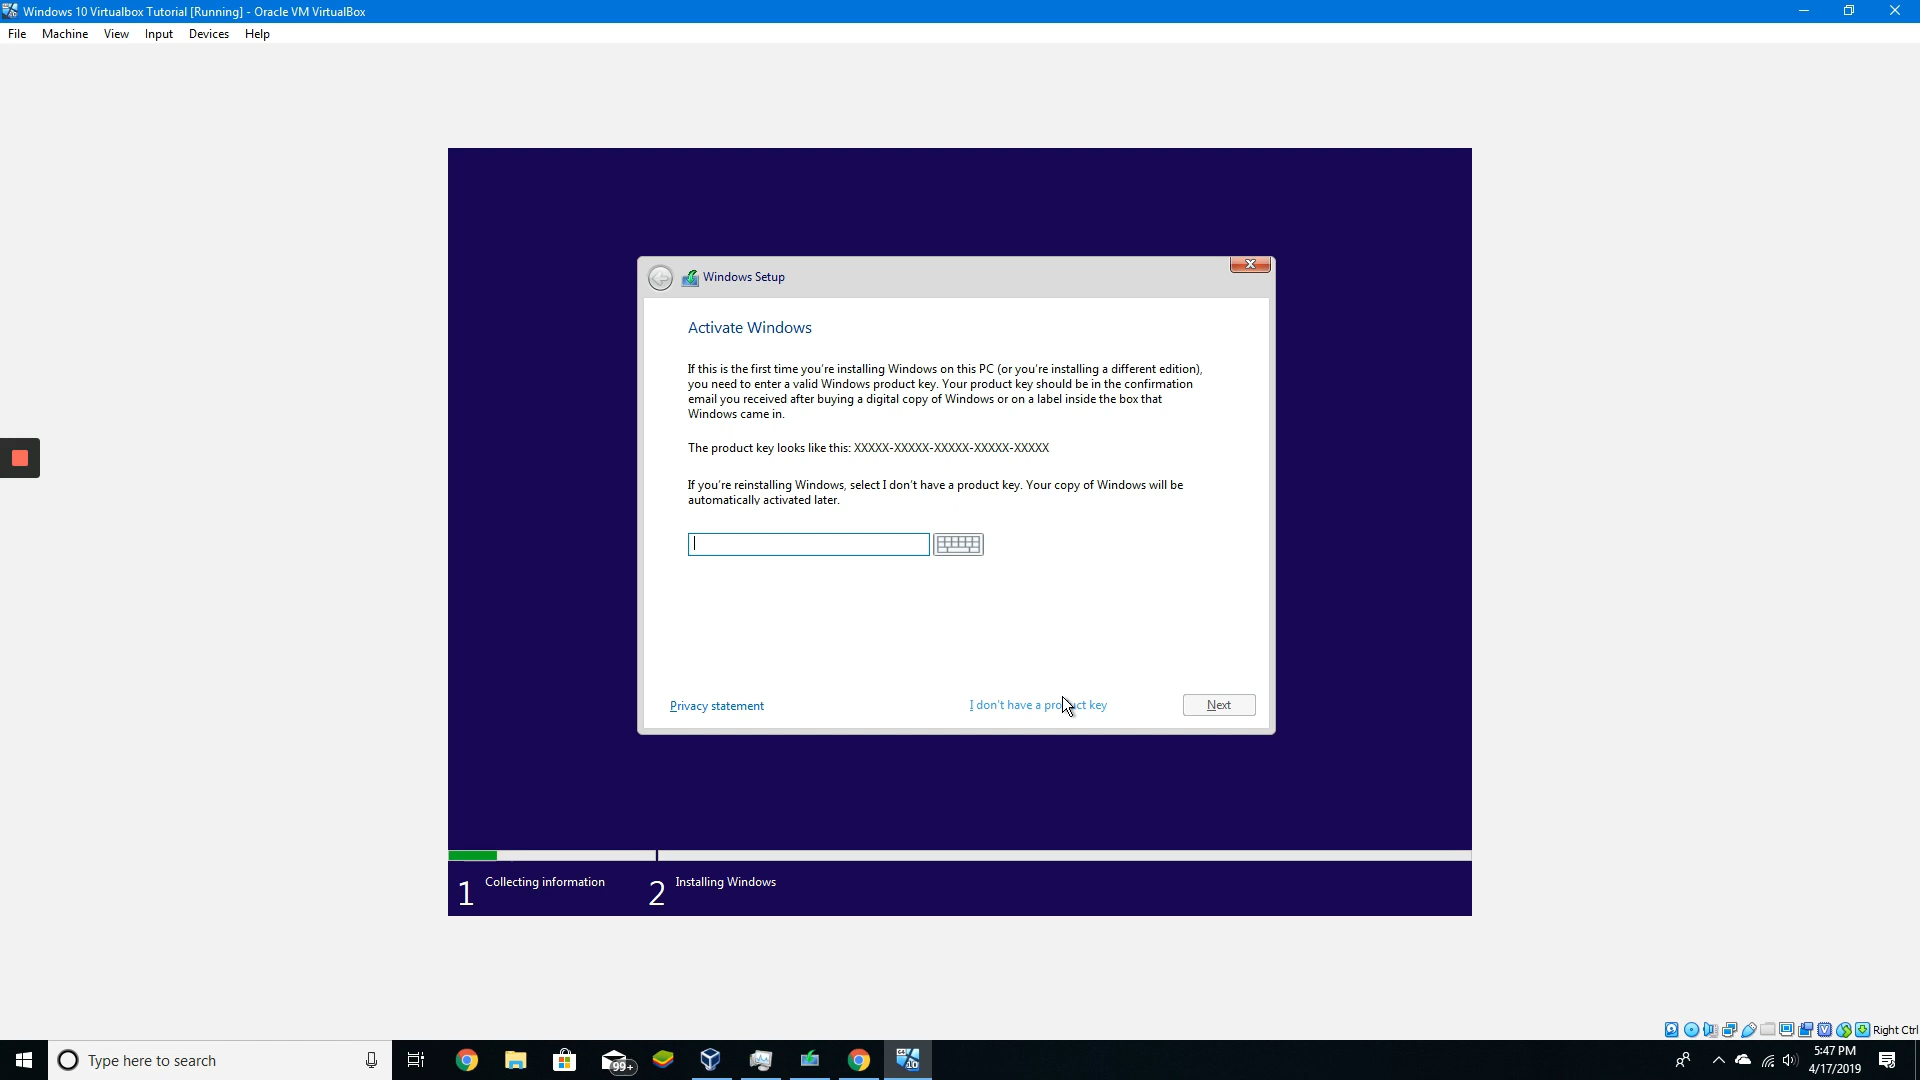 Windows 10 Virtualbox Tutorial [Running] - Oracle VM VirtualBox
File Machine View Input Devices Help
Windows Setup
Activate Windows
If this is the first time you're installing Windows on this PC (or you're installing a different edition),
you need to enter a valid Windows product key. Your product key should be in the confirmation
email you received after buying a digital copy of Windows or on a label inside the box that
Windows came in.
The product key looks like this: XXXXX-XXXXX-XXXXX-XXXXX-XXXXX
If you're reinstalling Windows, select I don't have a product key. Your copy of Windows will be
automatically activated later.
Privacy statement
I don't have a product key
Next
1 Collecting information
2 Installing Windows
Right Ctrl
Type here to search
99+
64
10
5:47 PM
4/17/2019